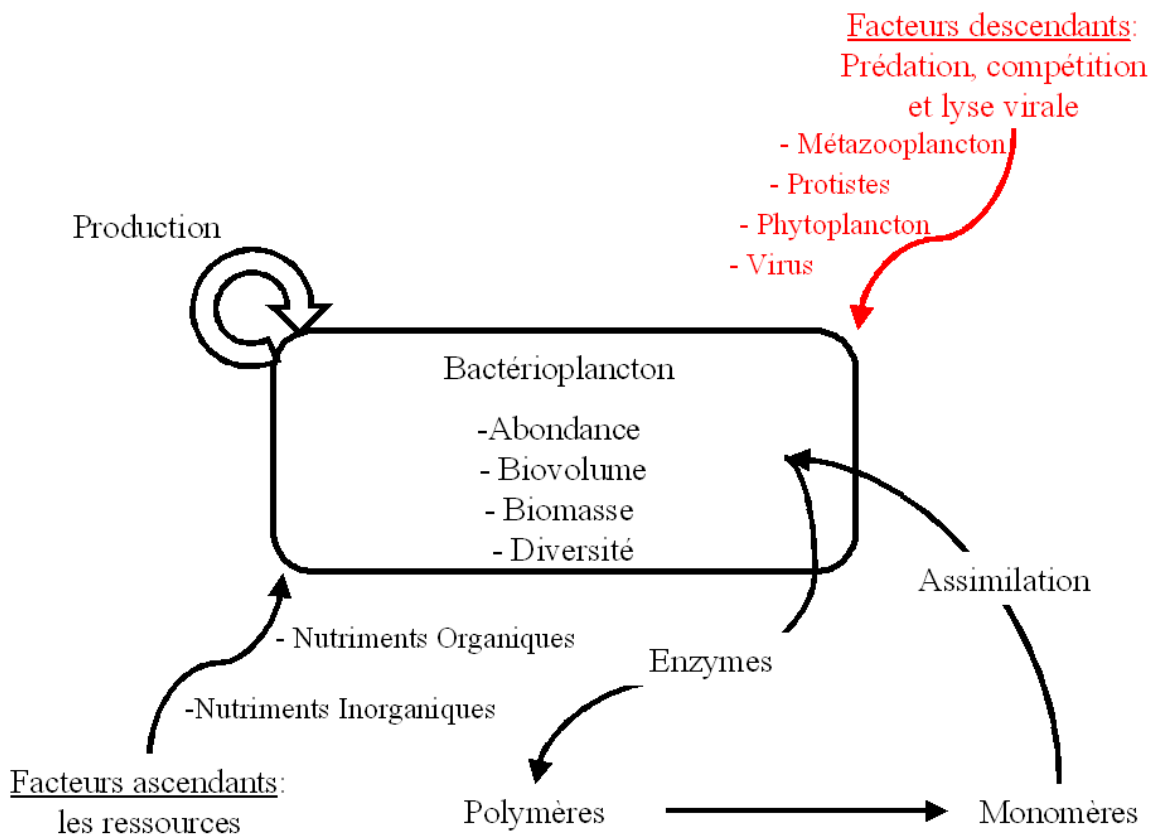 Facteurs descendants:
Prédation, compétition
et lyse virale
- Métazooplancton
- Protistes
- Phytoplancton
- Virus
Production
Bactérioplancton
-Abondance
- Biovolume
- Biomasse
- Diversité
Assimilation
- Nutriments Organiques
Enzymes
-Nutriments Inorganiques
Facteurs ascendants:
les ressources
Polymères
Monomères